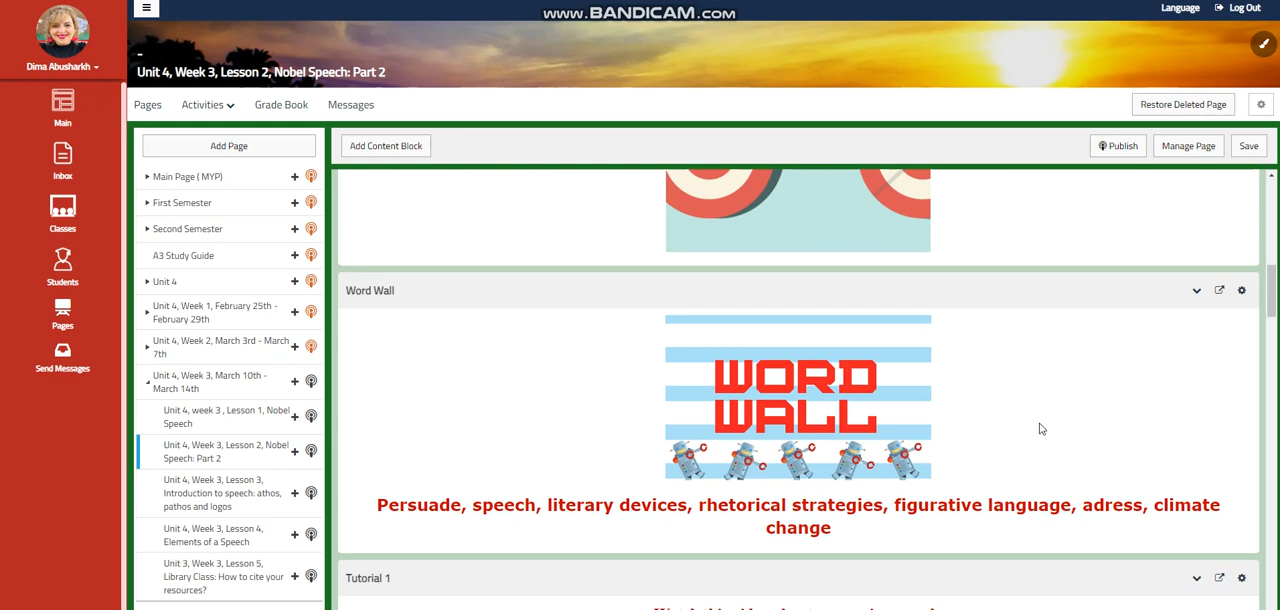 www.BANDICAM.com
Language Log Out
Dima Abusharkh
-
Unit 4, Week 3, Lesson 2, Nobel Speech: Part 2
Pages Activities Grade Book Messages Restore Deleted Page
Main
Inbox
Classes
Students
Pages
Send Messages
Add Page
Main Page ( MYP)
First Semester
Second Semester
A3 Study Guide
Unit 4
Unit 4, Week 1, February 25th -
February 29th
Unit 4, Week 2, March 3rd - March
7th
Unit 4, Week 3, March 10th -
March 14th
Unit 4, week 3 , Lesson 1, Nobel
Speech
Unit 4, Week 3, Lesson 2, Nobel
Speech: Part 2
Unit 4, Week 3, Lesson 3,
Introduction to speech: athos,
pathos and logos
Unit 4, Week 3, Lesson 4,
Elements of a Speech
Unit 3, Week 3, Lesson 5,
Library Class: How to cite your
resources?
Add Content Block Publish Manage Page Save
Word Wall
WORD
WALL
Persuade, speech, literary devices, rhetorical strategies, figurative language, adress, climate
change
Tutorial 1